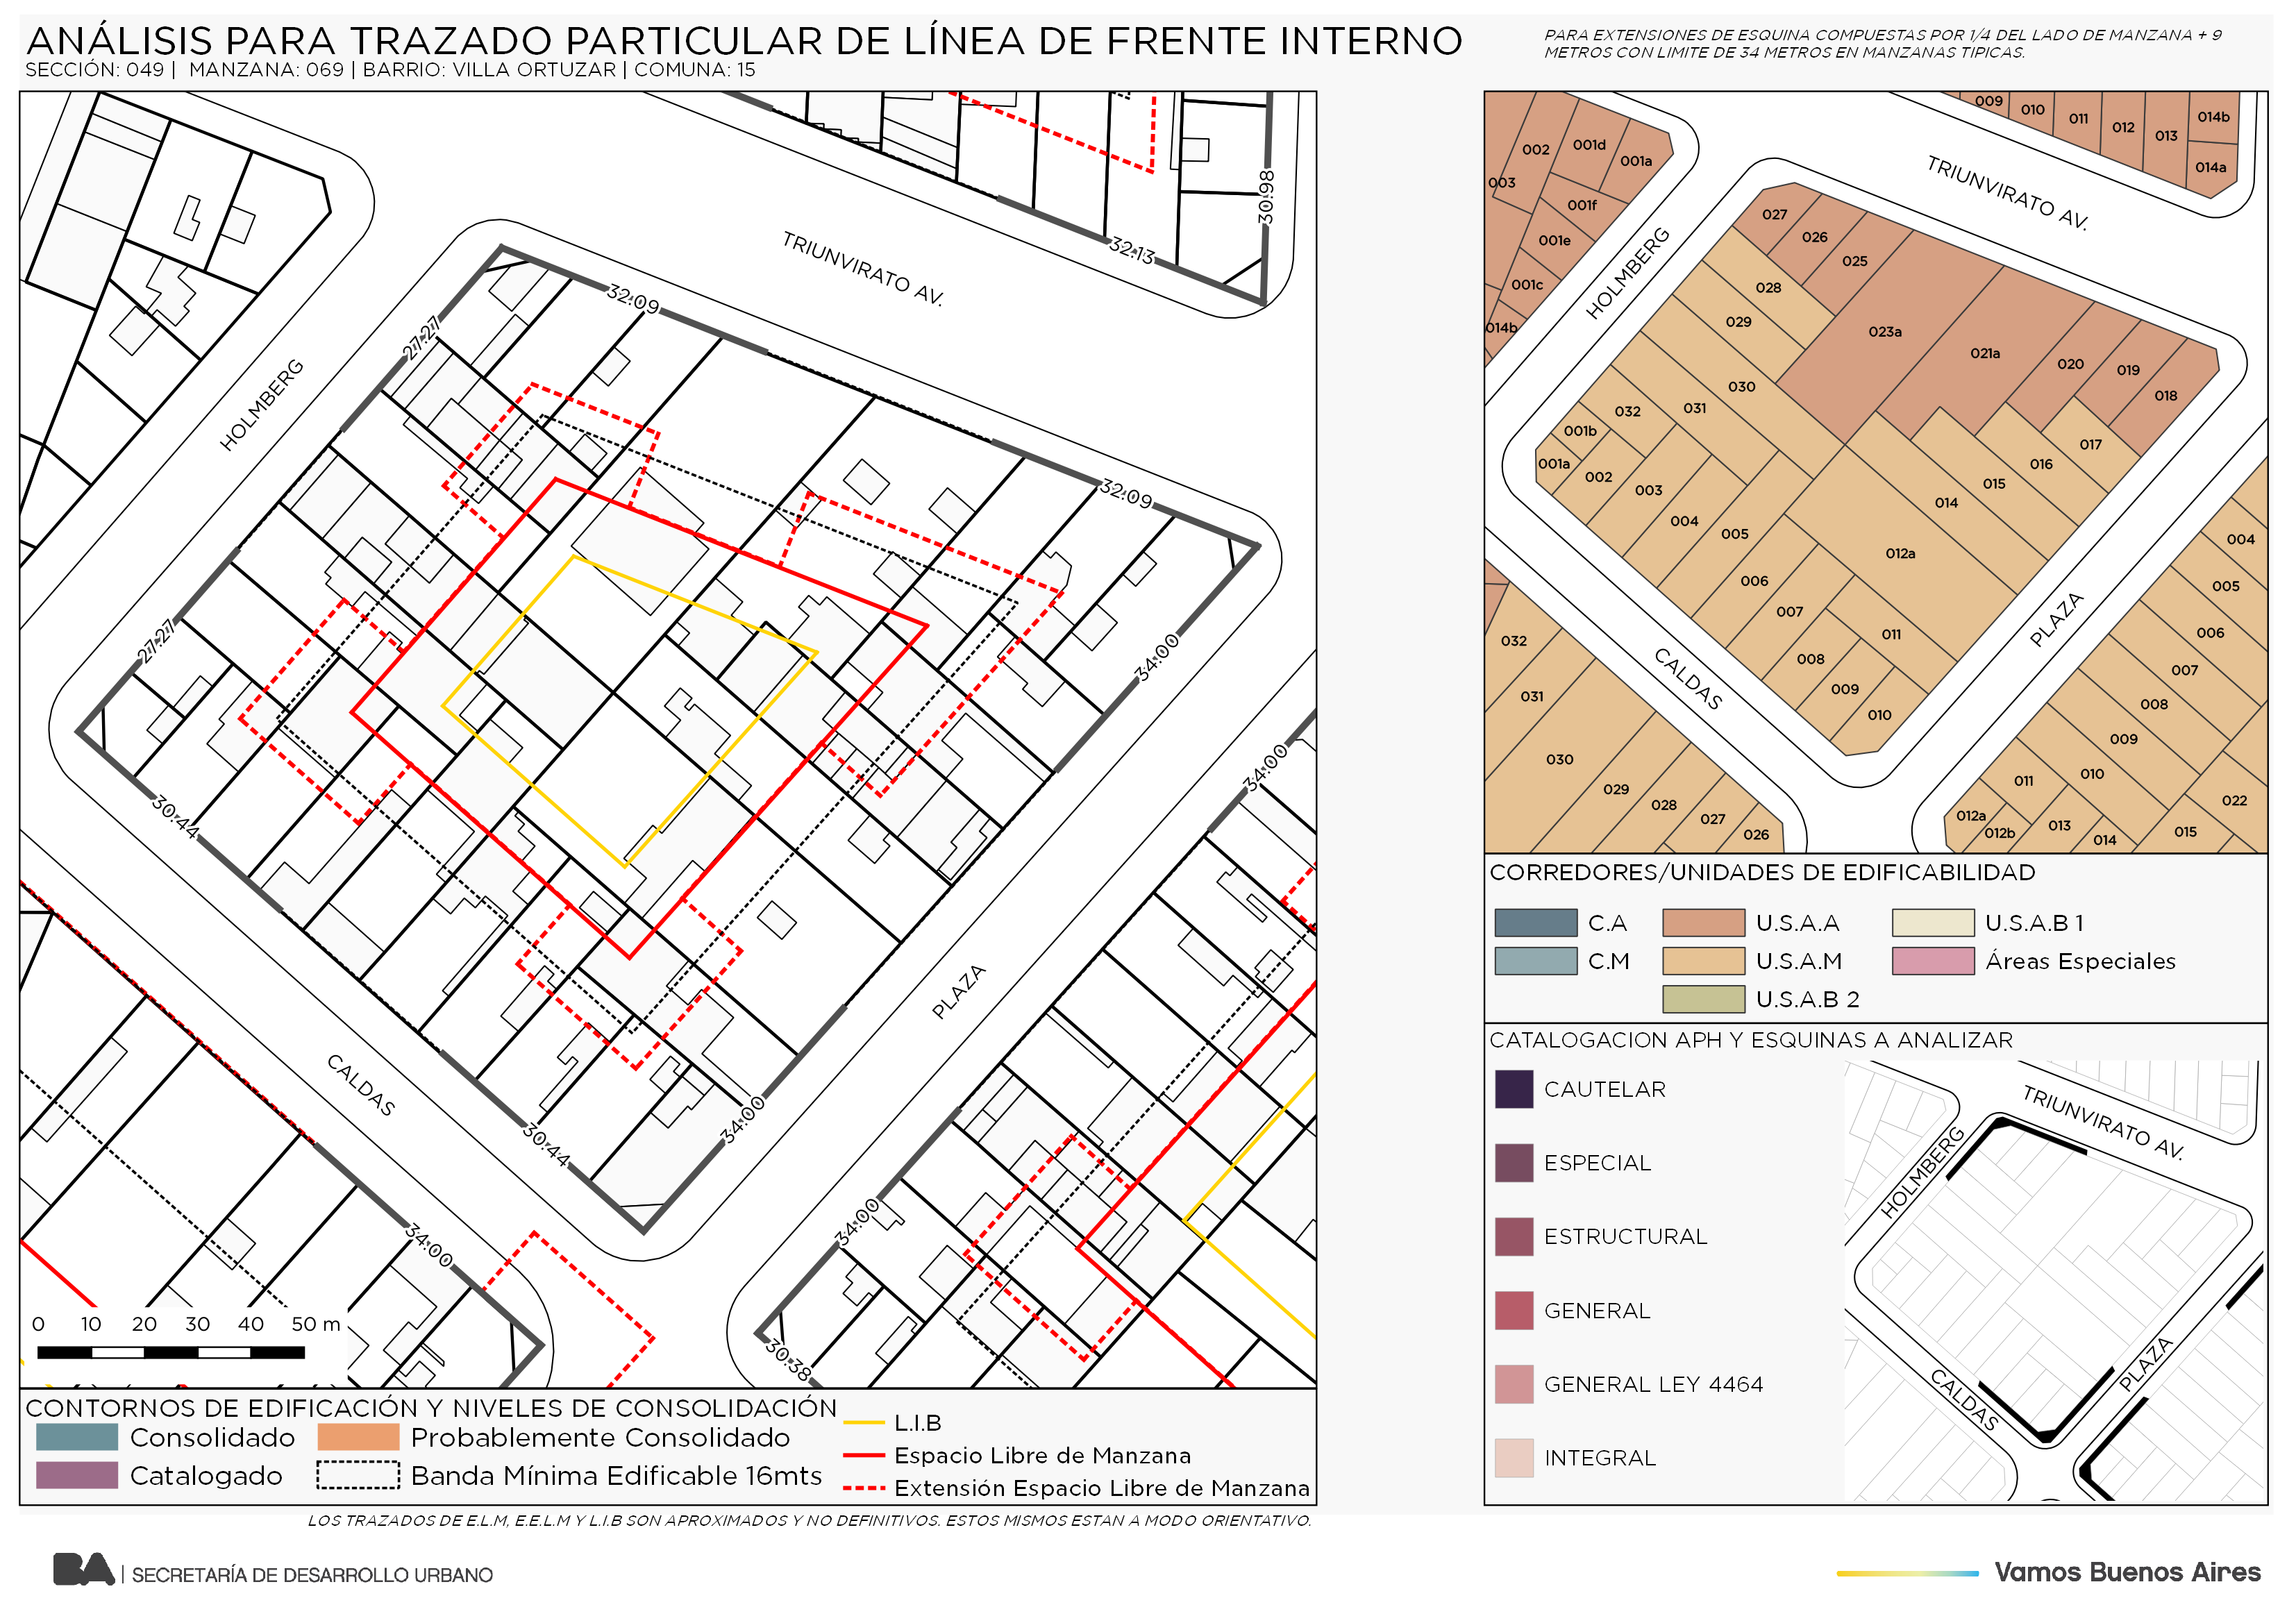 ANÁLISIS PARA TRAZADO PARTICULAR DE LÍNEA DE FRENTE INTERNO
SECCIÓN: 049 | MANZANA: 069 | BARRIO: VILLA ORTUZAR | COMUNA: 15
PARA EXTENSIONES DE ESQUINA COMPUESTAS POR 1/4 DEL LADO DE MANZANA + 9
METROS CON LIMITE DE 34 METROS EN MANZANAS TIPICAS.
30.98
32.13
TRIUNVIRATO AV.
32.09
27.27
HOLMBERG
32.09
27.27
34.00
34.00
30.44
PLAZA
CALDAS
34.00
30.44
34.00
34.00
30.38
0 10 20 30 40 50 m
CONTORNOS DE EDIFICACIÓN Y NIVELES DE CONSOLIDACIÓN
Consolidado
Probablemente Consolidado
Catalogado
Banda Mínima Edificable 16mts
L.I.B
Espacio Libre de Manzana
Extensión Espacio Libre de Manzana
LOS TRAZADOS DE E.L.M, E.E.L.M Y L.I.B SON APROXIMADOS Y NO DEFINITIVOS. ESTOS MISMOS ESTAN A MODO ORIENTATIVO.
009
010
011
012
013
014b
014a
002
001d
001a
003
001f
001e
001c
014b
TRIUNVIRATO AV.
HOLMBERG
027
026
025
028
029
023a
021a
020
019
018
030
031
032
001b
001a
002
003
004
005
017
016
015
014
012a
006
007
011
008
009
010
PLAZA
CALDAS
004
005
006
007
008
009
010
011
022
012a
012b
013
014
015
032
031
030
029
028
027
026
CORREDORES/UNIDADES DE EDIFICABILIDAD
C.A
U.S.A.A
U.S.A.B 1
C.M
U.S.A.M
Áreas Especiales
U.S.A.B 2
CATALOGACION APH Y ESQUINAS A ANALIZAR
CAUTELAR
ESPECIAL
ESTRUCTURAL
GENERAL
GENERAL LEY 4464
INTEGRAL
TRIUNVIRATO AV.
HOLMBERG
PLAZA
CALDAS
BA | SECRETARÍA DE DESARROLLO URBANO
Vamos Buenos Aires